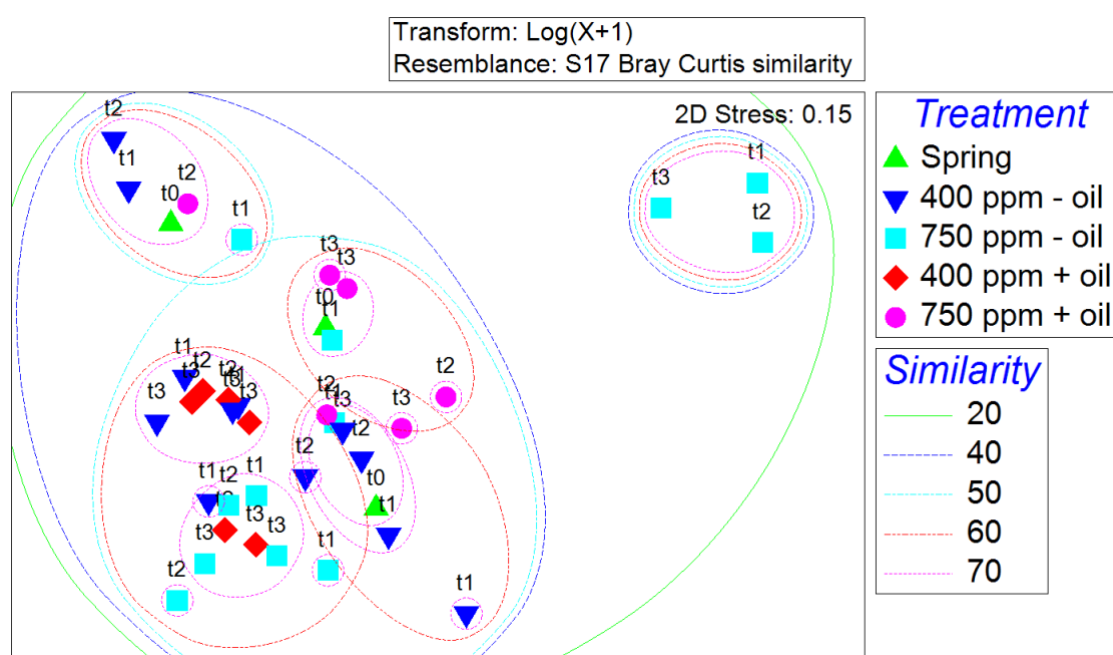 Transform: Log(X+1)
Resemblance: S17 Bray Curtis similarity
2D Stress: 0.15
t2
t1
t1
t2
t3
t0
t2
t1
t3
t3
t0
t1
t1
t2
t2
t2
t1
t3
t3
t3
t2
t1
t3
t3
t2
t2
t1
t1
t2
t0
t1
t3
t3
t3
t1
t2
t1
Treatment
Spring
400 ppm - oil
750 ppm - oil
400 ppm + oil
750 ppm + oil
Similarity
20
40
50
60
70